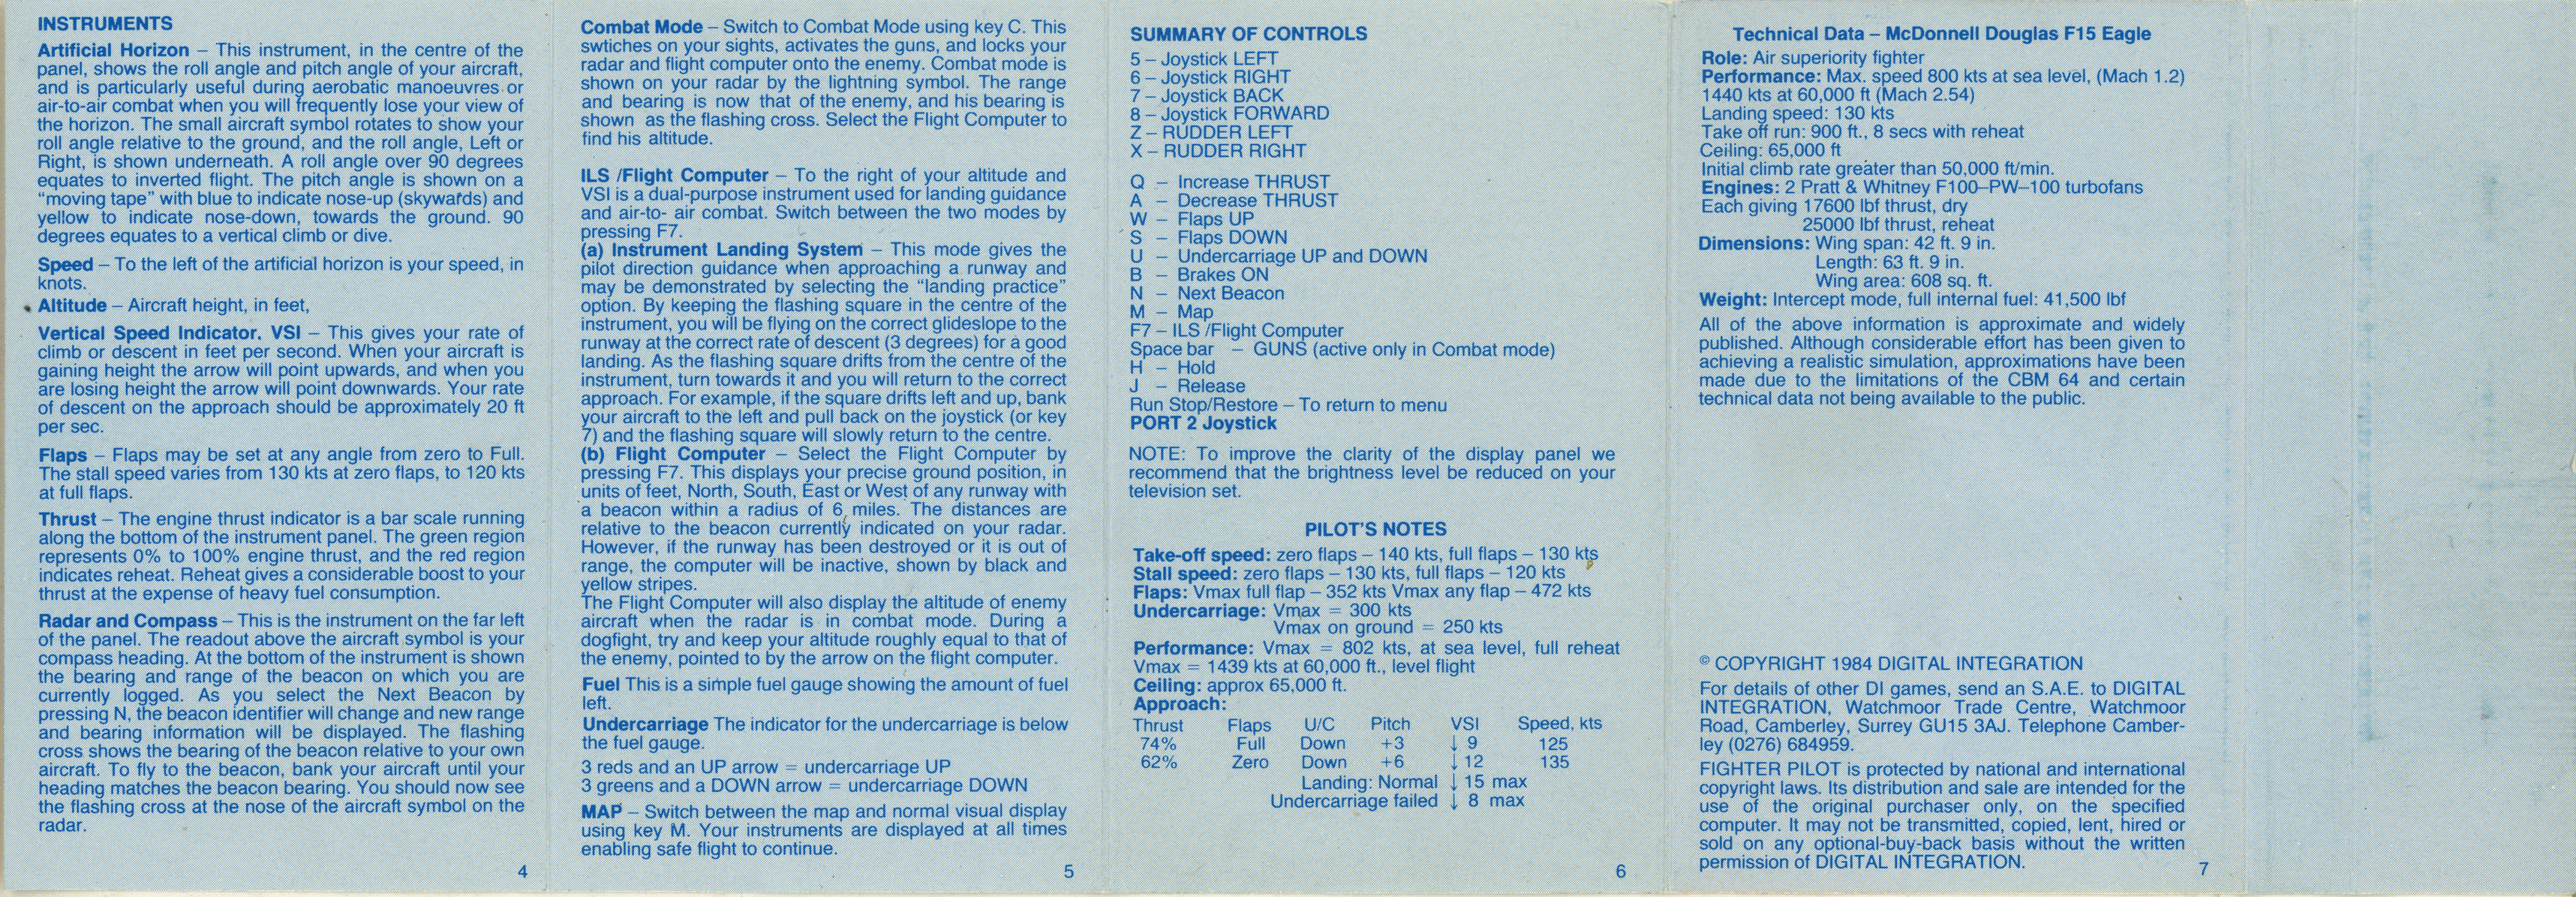 INSTRUMENTS
Artificial Horizon – This instrument, in the centre of the
panel, shows the roll angle and pitch angle of your aircraft,
and is particularly useful during aerobatic manoeuvres or
air-to-air combat when you will frequently lose your view of
the horizon. The small aircraft symbol rotates to show your
roll angle relative to the ground, and the roll angle, Left or
Right, is shown underneath. A roll angle over 90 degrees
equates to inverted flight. The pitch angle is shown on a
“moving tape” with blue to indicate nose-up (skywards) and
yellow to indicate nose-down, towards the ground. 90
degrees equates to a vertical climb or dive.
Speed – To the left of the artificial horizon is your speed, in
knots.
Altitude – Aircraft height, in feet,
Vertical Speed Indicator, VSI – This gives your rate of
climb or descent in feet per second. When your aircraft is
gaining height the arrow will point upwards, and when you
are losing height the arrow will point downwards. Your rate
of descent on the approach should be approximately 20 ft
per sec.
Flaps – Flaps may be set at any angle from zero to Full.
The stall speed varies from 130 kts at zero flaps, to 120 kts
at full flaps.
Thrust – The engine thrust indicator is a bar scale running
along the bottom of the instrument panel. The green region
represents 0% to 100% engine thrust, and the red region
indicates reheat. Reheat gives a considerable boost to your
thrust at the expense of heavy fuel consumption.
Radar and Compass – This is the instrument on the far left
of the panel. The readout above the aircraft symbol is your
compass heading. At the bottom of the instrument is shown
the bearing and range of the beacon on which you are
currently logged. As you select the Next Beacon by
pressing N, the beacon identifier will change and new range
and bearing information will be displayed. The flashing
cross shows the bearing of the beacon relative to your own
aircraft. To fly to the beacon, bank your aircraft until your
heading matches the beacon bearing. You should now see
the flashing cross at the nose of the aircraft symbol on the
radar.
4
Combat Mode – Switch to Combat Mode using key C. This
swtiches on your sights, activates the guns, and locks your
radar and flight computer onto the enemy. Combat mode is
shown on your radar by the lightning symbol. The range
and bearing is now that of the enemy, and his bearing is
shown as the flashing cross. Select the Flight Computer to
find his altitude.
ILS /Flight Computer – To the right of your altitude and
VSI is a dual-purpose instrument used for landing guidance
and air-to- air combat. Switch between the two modes by
pressing F7.
(a) Instrument Landing System – This mode gives the
pilot direction guidance when approaching a runway and
may be demonstrated by selecting the “landing practice”
option. By keeping the flashing square in the centre of the
instrument, you will be flying on the correct glideslope to the
runway at the correct rate of descent (3 degrees) for a good
landing. As the flashing square drifts from the centre of the
instrument, turn towards it and you will return to the correct
approach. For example, if the square drifts left and up, bank
your aircraft to the left and pull back on the joystick (or key
7) and the flashing square will slowly return to the centre.
(b) Flight Computer – Select the Flight Computer by
pressing F7. This displays your precise ground position, in
units of feet, North, South, East or West of any runway with
a beacon within a radius of 6 miles. The distances are
relative to the beacon currently indicated on your radar.
However, if the runway has been destroyed or it is out of
range, the computer will be inactive, shown by black and
yellow stripes.
The Flight Computer will also display the altitude of enemy
aircraft when the radar is in combat mode. During a
dogfight, try and keep your altitude roughly equal to that of
the enemy, pointed to by the arrow on the flight computer.
Fuel This is a simple fuel gauge showing the amount of fuel
left.
Undercarriage The indicator for the undercarriage is below
the fuel gauge.
3 reds and an UP arrow = undercarriage UP
3 greens and a DOWN arrow = undercarriage DOWN
MAP – Switch between the map and normal visual display
using key M. Your instruments are displayed at all times
enabling safe flight to continue.
5
SUMMARY OF CONTROLS
5 – Joystick LEFT
6 – Joystick RIGHT
7 – Joystick BACK
8 – Joystick FORWARD
Z – RUDDER LEFT
X – RUDDER RIGHT
Q – Increase THRUST
A – Decrease THRUST
W – Flaps UP
S – Flaps DOWN
U – Undercarriage UP and DOWN
B – Brakes ON
N – Next Beacon
M – Map
F7 – ILS /Flight Computer
Space bar – GUNS (active only in Combat mode)
H – Hold
J – Release
Run Stop/Restore – To return to menu
PORT 2 Joystick
NOTE: To improve the clarity of the display panel we
recommend that the brightness level be reduced on your
television set.
PILOT'S NOTES
Take-off speed: zero flaps – 140 kts, full flaps – 130 kts
Stall speed: zero flaps – 130 kts, full flaps – 120 kts
Flaps: Vmax full flap – 352 kts Vmax any flap – 472 kts
Undercarriage: Vmax = 300 kts
Vmax on ground = 250 kts
Performance: Vmax = 802 kts, at sea level, full reheat
Vmax = 1439 kts at 60,000 ft., level flight
Ceiling: approx 65,000 ft.
Approach:
Thrust Flaps U/C Pitch VSI Speed, kts
74% Full Down +3 ↓ 9 125
62% Zero Down +6 ↓ 12 135
Landing: Normal ↓ 15 max
Undercarriage failed ↓ 8 max
6
Technical Data – McDonnell Douglas F15 Eagle
Role: Air superiority fighter
Performance: Max. speed 800 kts at sea level, (Mach 1.2)
1440 kts at 60,000 ft (Mach 2.54)
Landing speed: 130 kts
Take off run: 900 ft., 8 secs with reheat
Ceiling: 65,000 ft
Initial climb rate greater than 50,000 ft/min.
Engines: 2 Pratt & Whitney F100–PW–100 turbofans
Each giving 17600 lbf thrust, dry
25000 lbf thrust, reheat
Dimensions: Wing span: 42 ft. 9 in.
Length: 63 ft. 9 in.
Wing area: 608 sq. ft.
Weight: Intercept mode, full internal fuel: 41,500 lbf
All of the above information is approximate and widely
published. Although considerable effort has been given to
achieving a realistic simulation, approximations have been
made due to the limitations of the CBM 64 and certain
technical data not being available to the public.
© COPYRIGHT 1984 DIGITAL INTEGRATION
For details of other DI games, send an S.A.E. to DIGITAL
INTEGRATION, Watchmoor Trade Centre, Watchmoor
Road, Camberley, Surrey GU15 3AJ. Telephone Camber-
ley (0276) 684959.
FIGHTER PILOT is protected by national and international
copyright laws. Its distribution and sale are intended for the
use of the original purchaser only, on the specified
computer. It may not be transmitted, copied, lent, hired or
sold on any optional-buy-back basis without the written
permission of DIGITAL INTEGRATION.
7